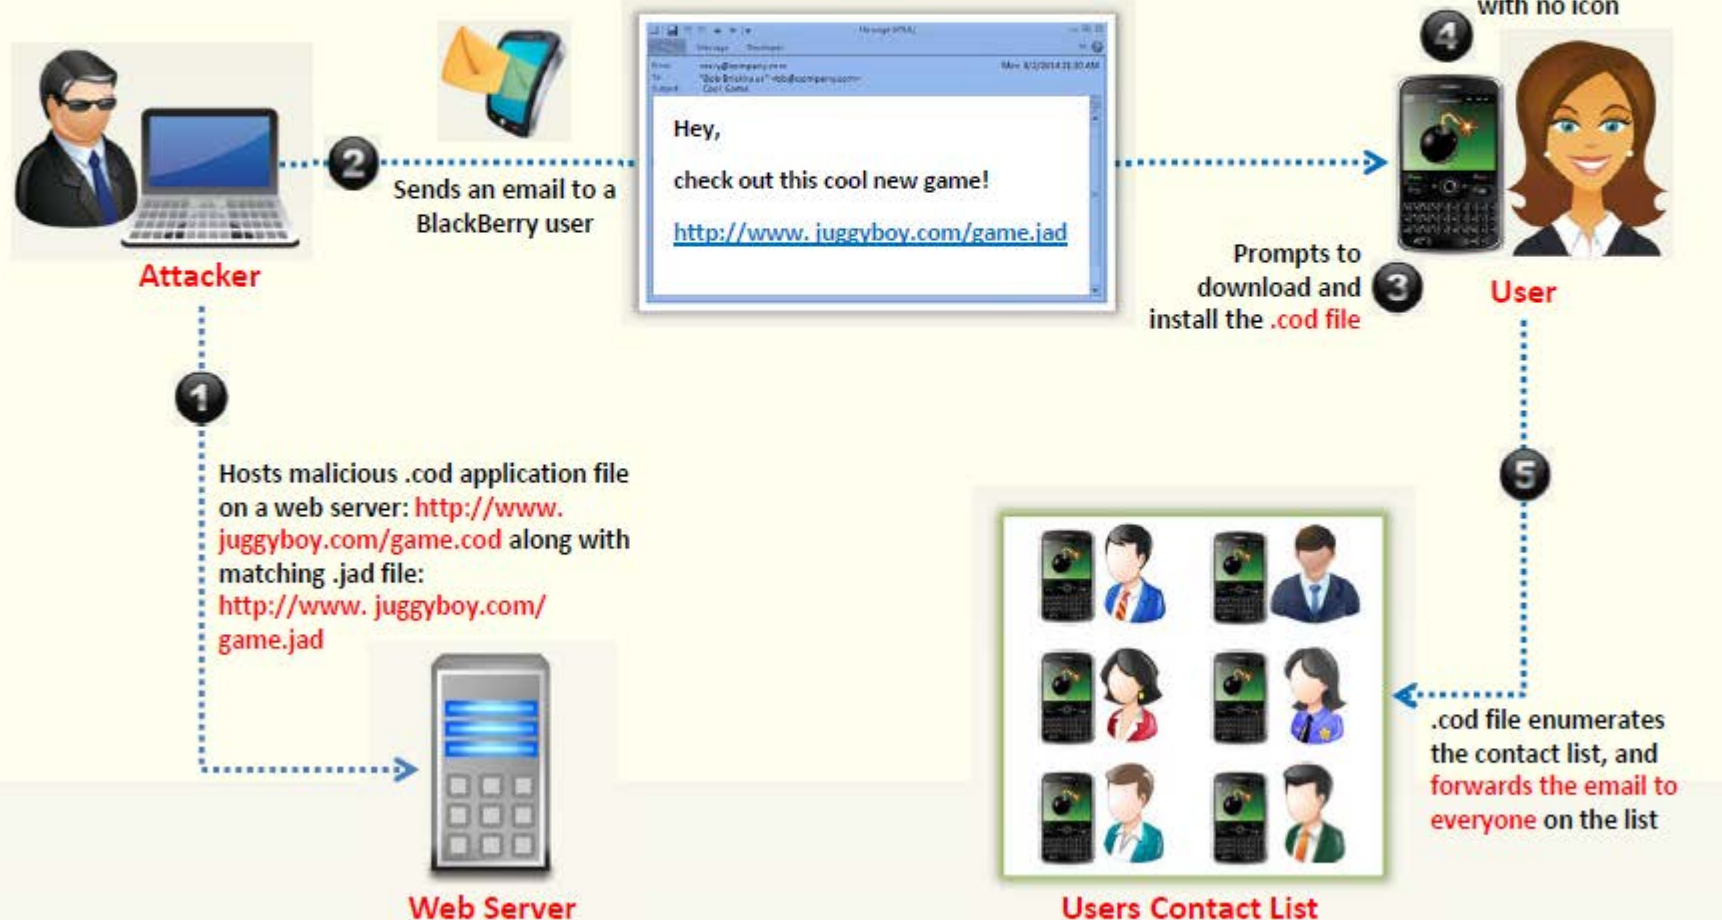 with no icon
4
Message
Developer
Hey,
check out this cool new game!
http://www. juggyboy.com/game.jad
2
Sends an email to a
BlackBerry user
Attacker
Prompts to
download and
install the .cod file
3
User
1
Hosts malicious .cod application file
on a web server: http://www.
juggyboy.com/game.cod along with
matching .jad file:
http://www. juggyboy.com/
game.jad
5
.cod file enumerates
the contact list, and
forwards the email to
everyone on the list
Web Server
Users Contact List